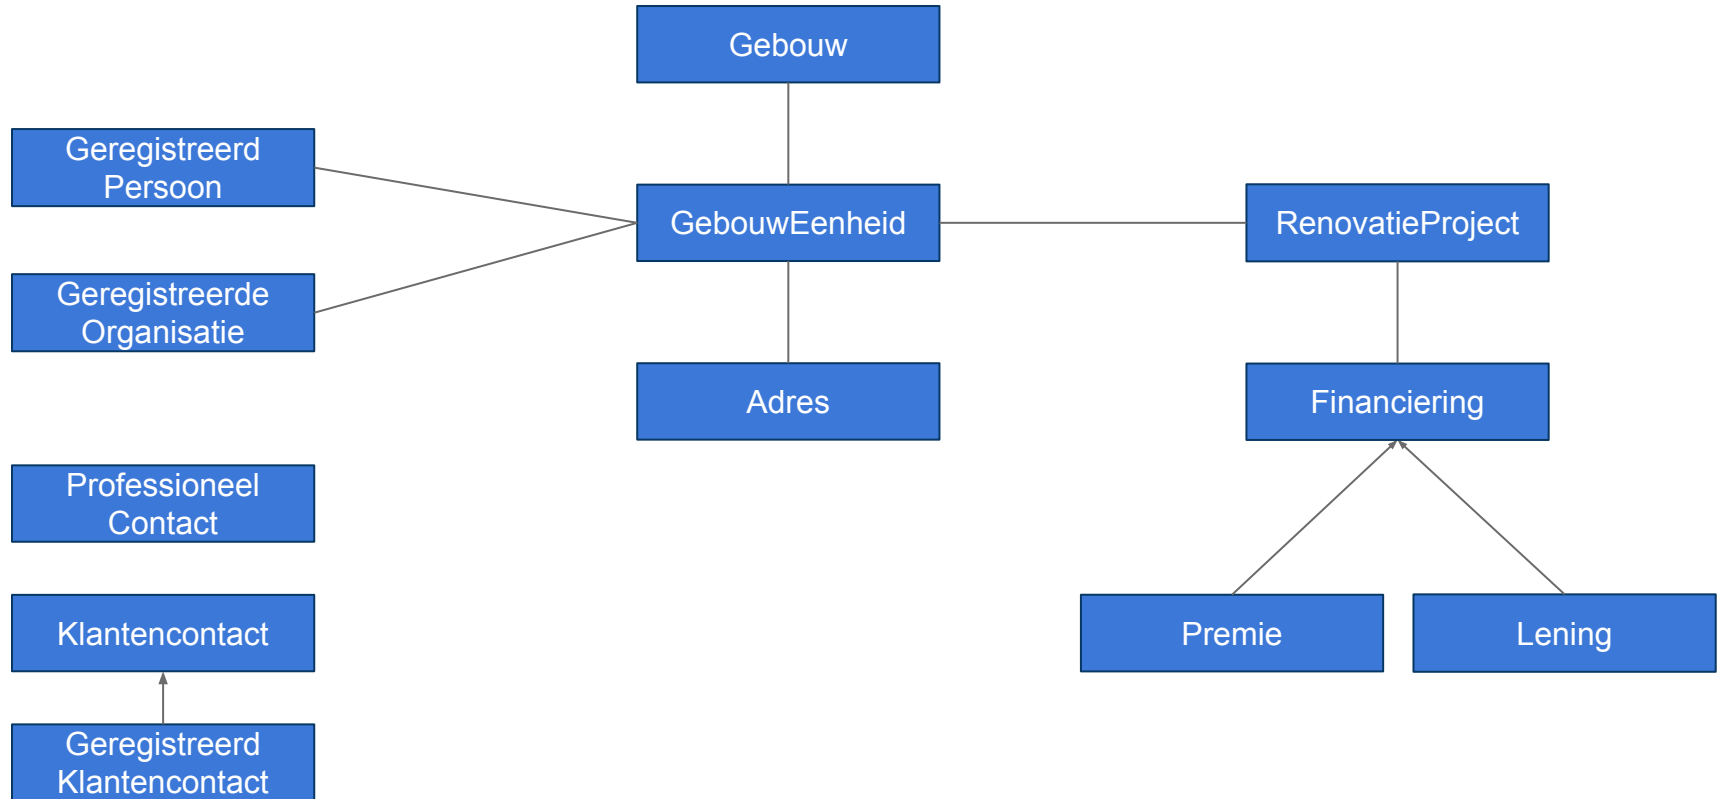 Gebouw
Geregistreerd
Persoon
GebouwEenheid
RenovatieProject
Geregistreerde
Organisatie
Adres
Financiering
Professioneel
Contact
Klantencontact
Premie
Lening
Geregistreerd
Klantencontact